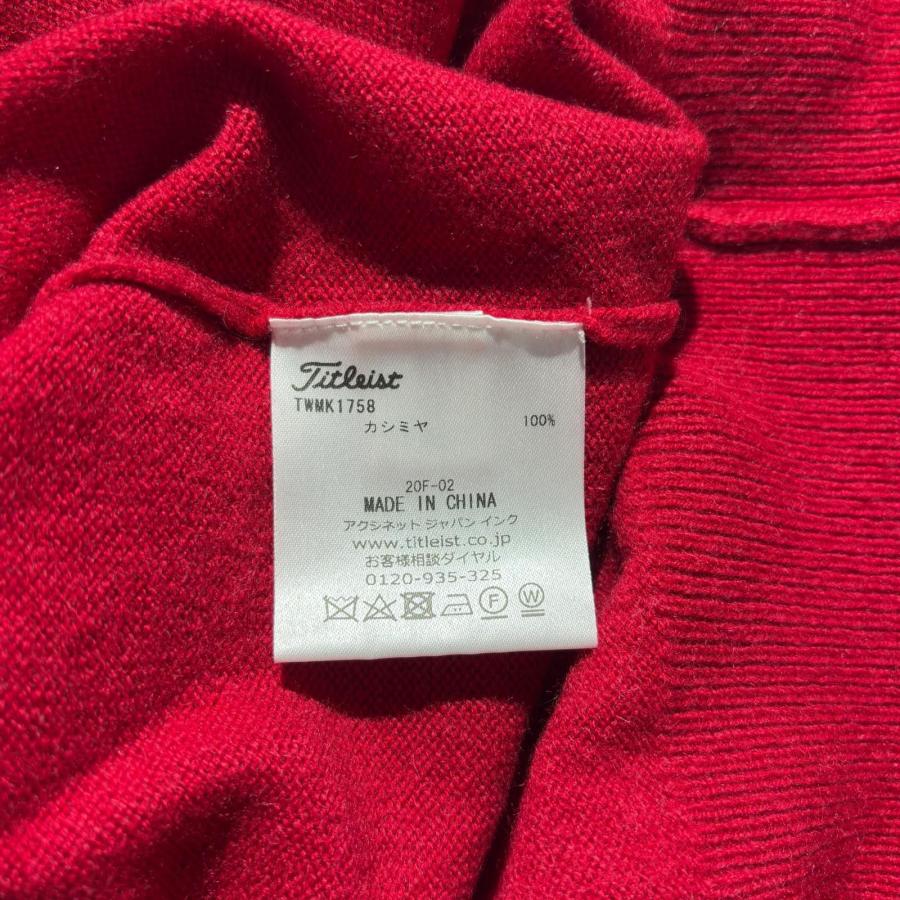 Titleist
TWMK1758
カシミヤ 100%
20F-02
MADE IN CHINA
アクシネット ジャパン インク
www.titleist.co.jp
お客様相談ダイヤル
0120-935-325
F W